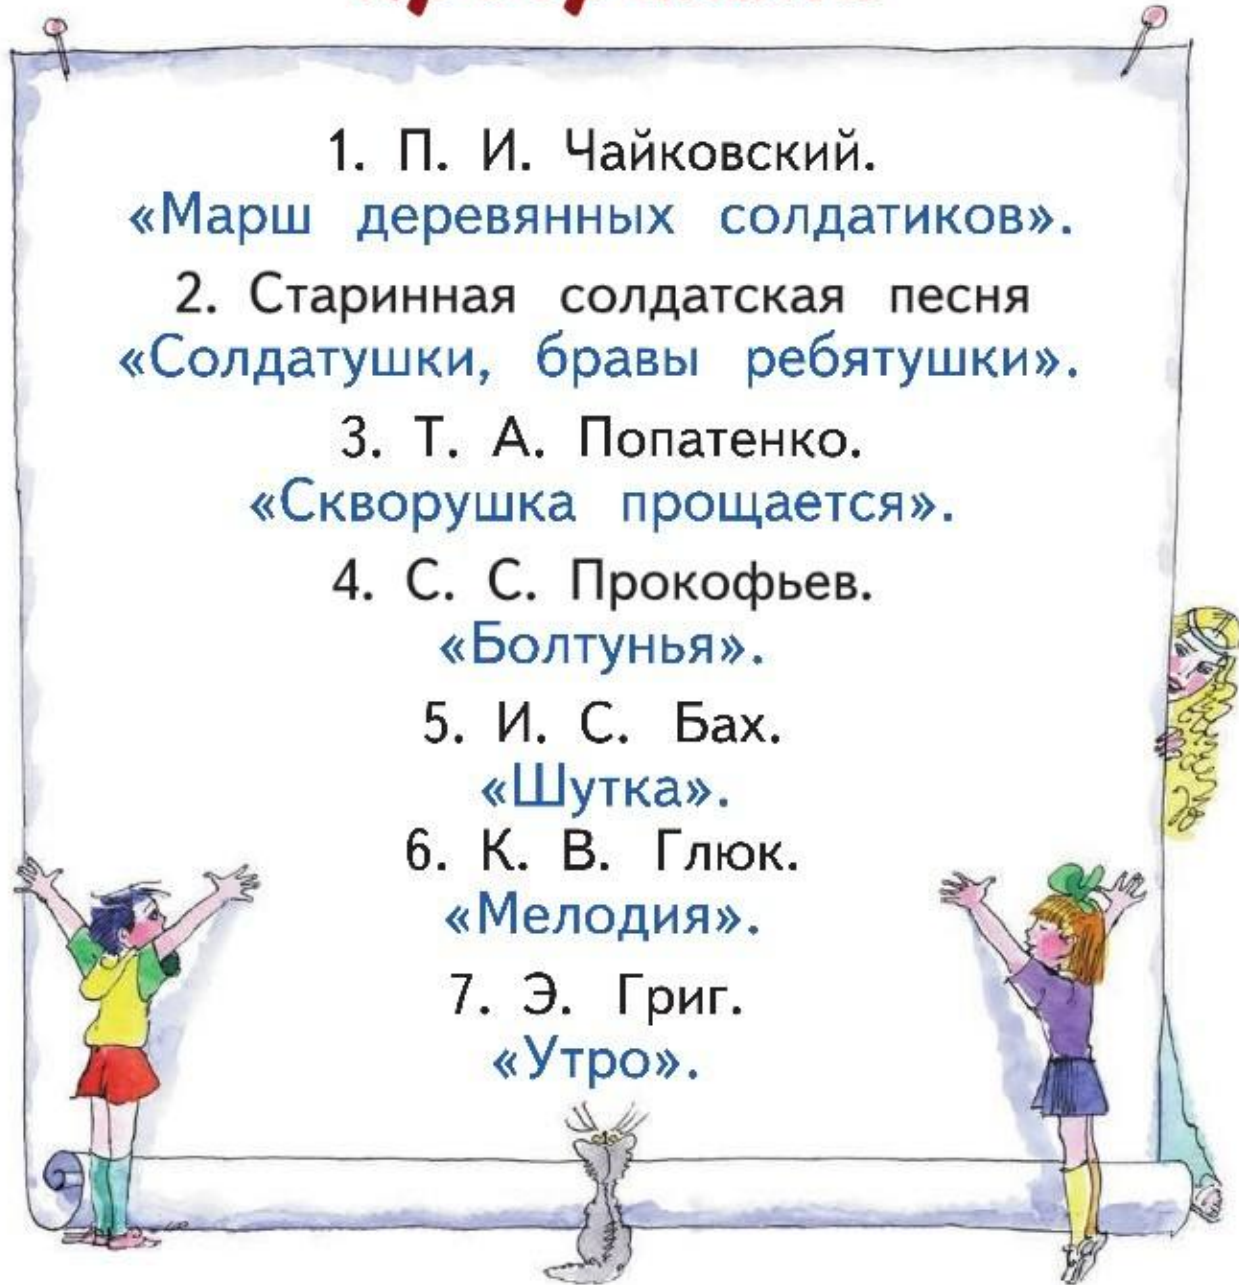 1. П. И. Чайковский.
«Марш деревянных солдатиков».
2. Старинная солдатская песня
«Солдатушки, бравы ребятушки».
3. Т. А. Попатенко.
«Скворушка прощается».
4. С. С. Прокофьев.
«Болтунья».
5. И. С. Бах.
«Шутка».
6. К. В. Глюк.
«Мелодия».
7. Э. Григ.
«Утро».